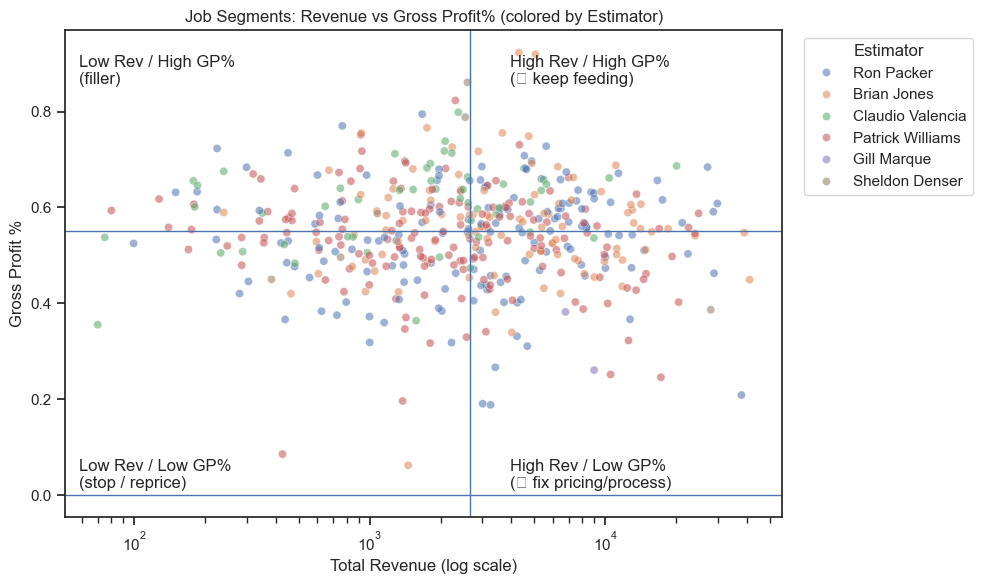 Job Segments: Revenue vs Gross Profit% (colored by Estimator)
Low Rev / High GP%
(filler)
High Rev / High GP%
(▯ keep feeding)
Estimator
Ron Packer
Brian Jones
Claudio Valencia
Patrick Williams
Gill Marque
Sheldon Denser
0.8
0.6
0.4
0.2
0.0
Gross Profit %
Low Rev / Low GP%
(stop / reprice)
High Rev / Low GP%
(▯ fix pricing/process)
10² 10³ 10⁴
Total Revenue (log scale)